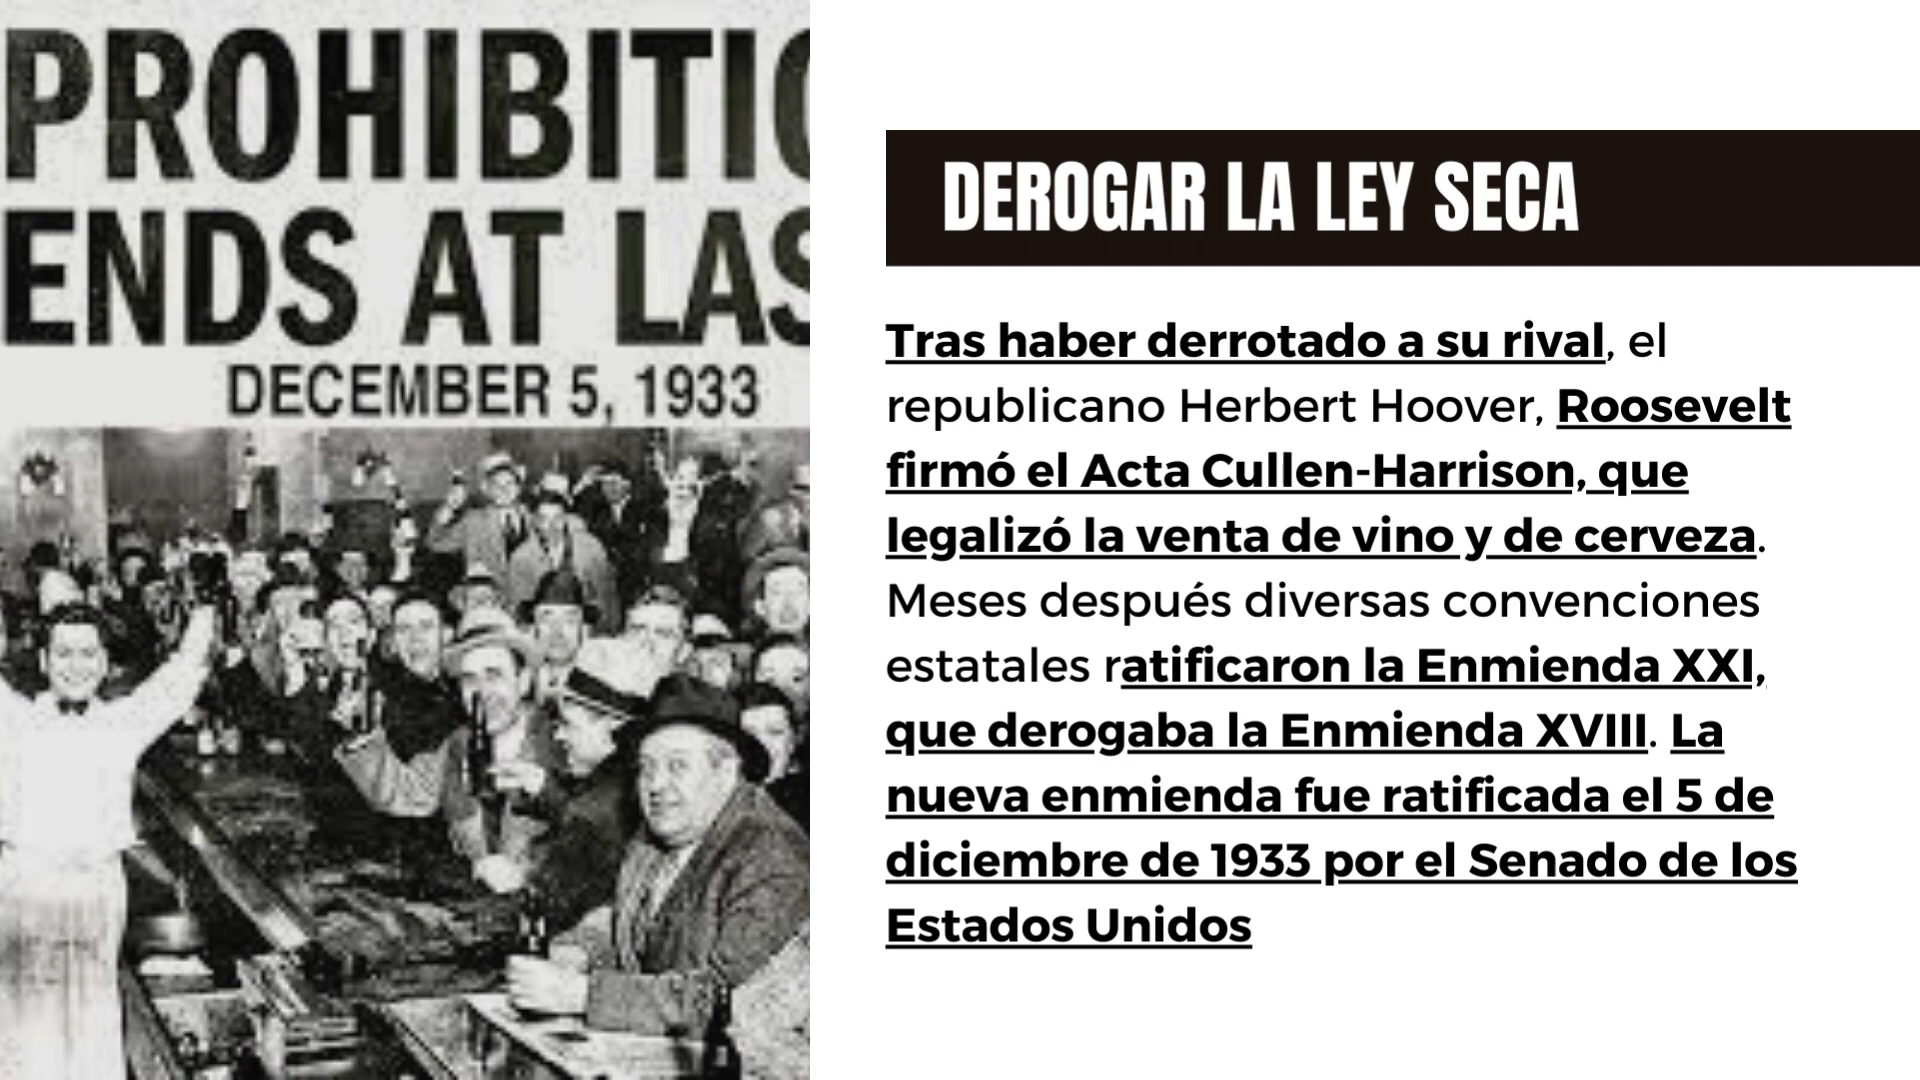 PROHIBITIO
ENDS AT LAS
DECEMBER 5, 1933
DEROGAR LA LEY SECA
Tras haber derrotado a su rival, el
republicano Herbert Hoover, Roosevelt
firmó el Acta Cullen-Harrison, que
legalizó la venta de vino y de cerveza.
Meses después diversas convenciones
estatales ratificaron la Enmienda XXI,
que derogaba la Enmienda XVIII. La
nueva enmienda fue ratificada el 5 de
diciembre de 1933 por el Senado de los
Estados Unidos